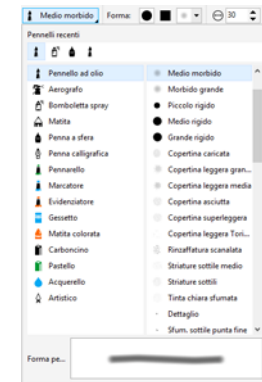 Medio morbido Forma: 30
Pennelli recenti
Pennello ad olio
Aerografo
Bomboletta spray
Matita
Penna a sfera
Penna calligrafica
Pennarello
Marcatore
Evidenziatore
Gessetto
Matita colorata
Carboncino
Pastello
Acquerello
Artistico
Medio morbido
Morbido grande
Piccolo rigido
Medio rigido
Grande rigido
Copertina caricata
Copertina leggera gran...
Copertina leggera media
Copertina asciutta
Copertina superleggera
Copertina leggera Tori...
Rinzaffatura scanalata
Striature sottile medio
Striature sottili
Tinta chiara sfumata
Dettaglio
Sfum. sottile punta fine
Forma pe...